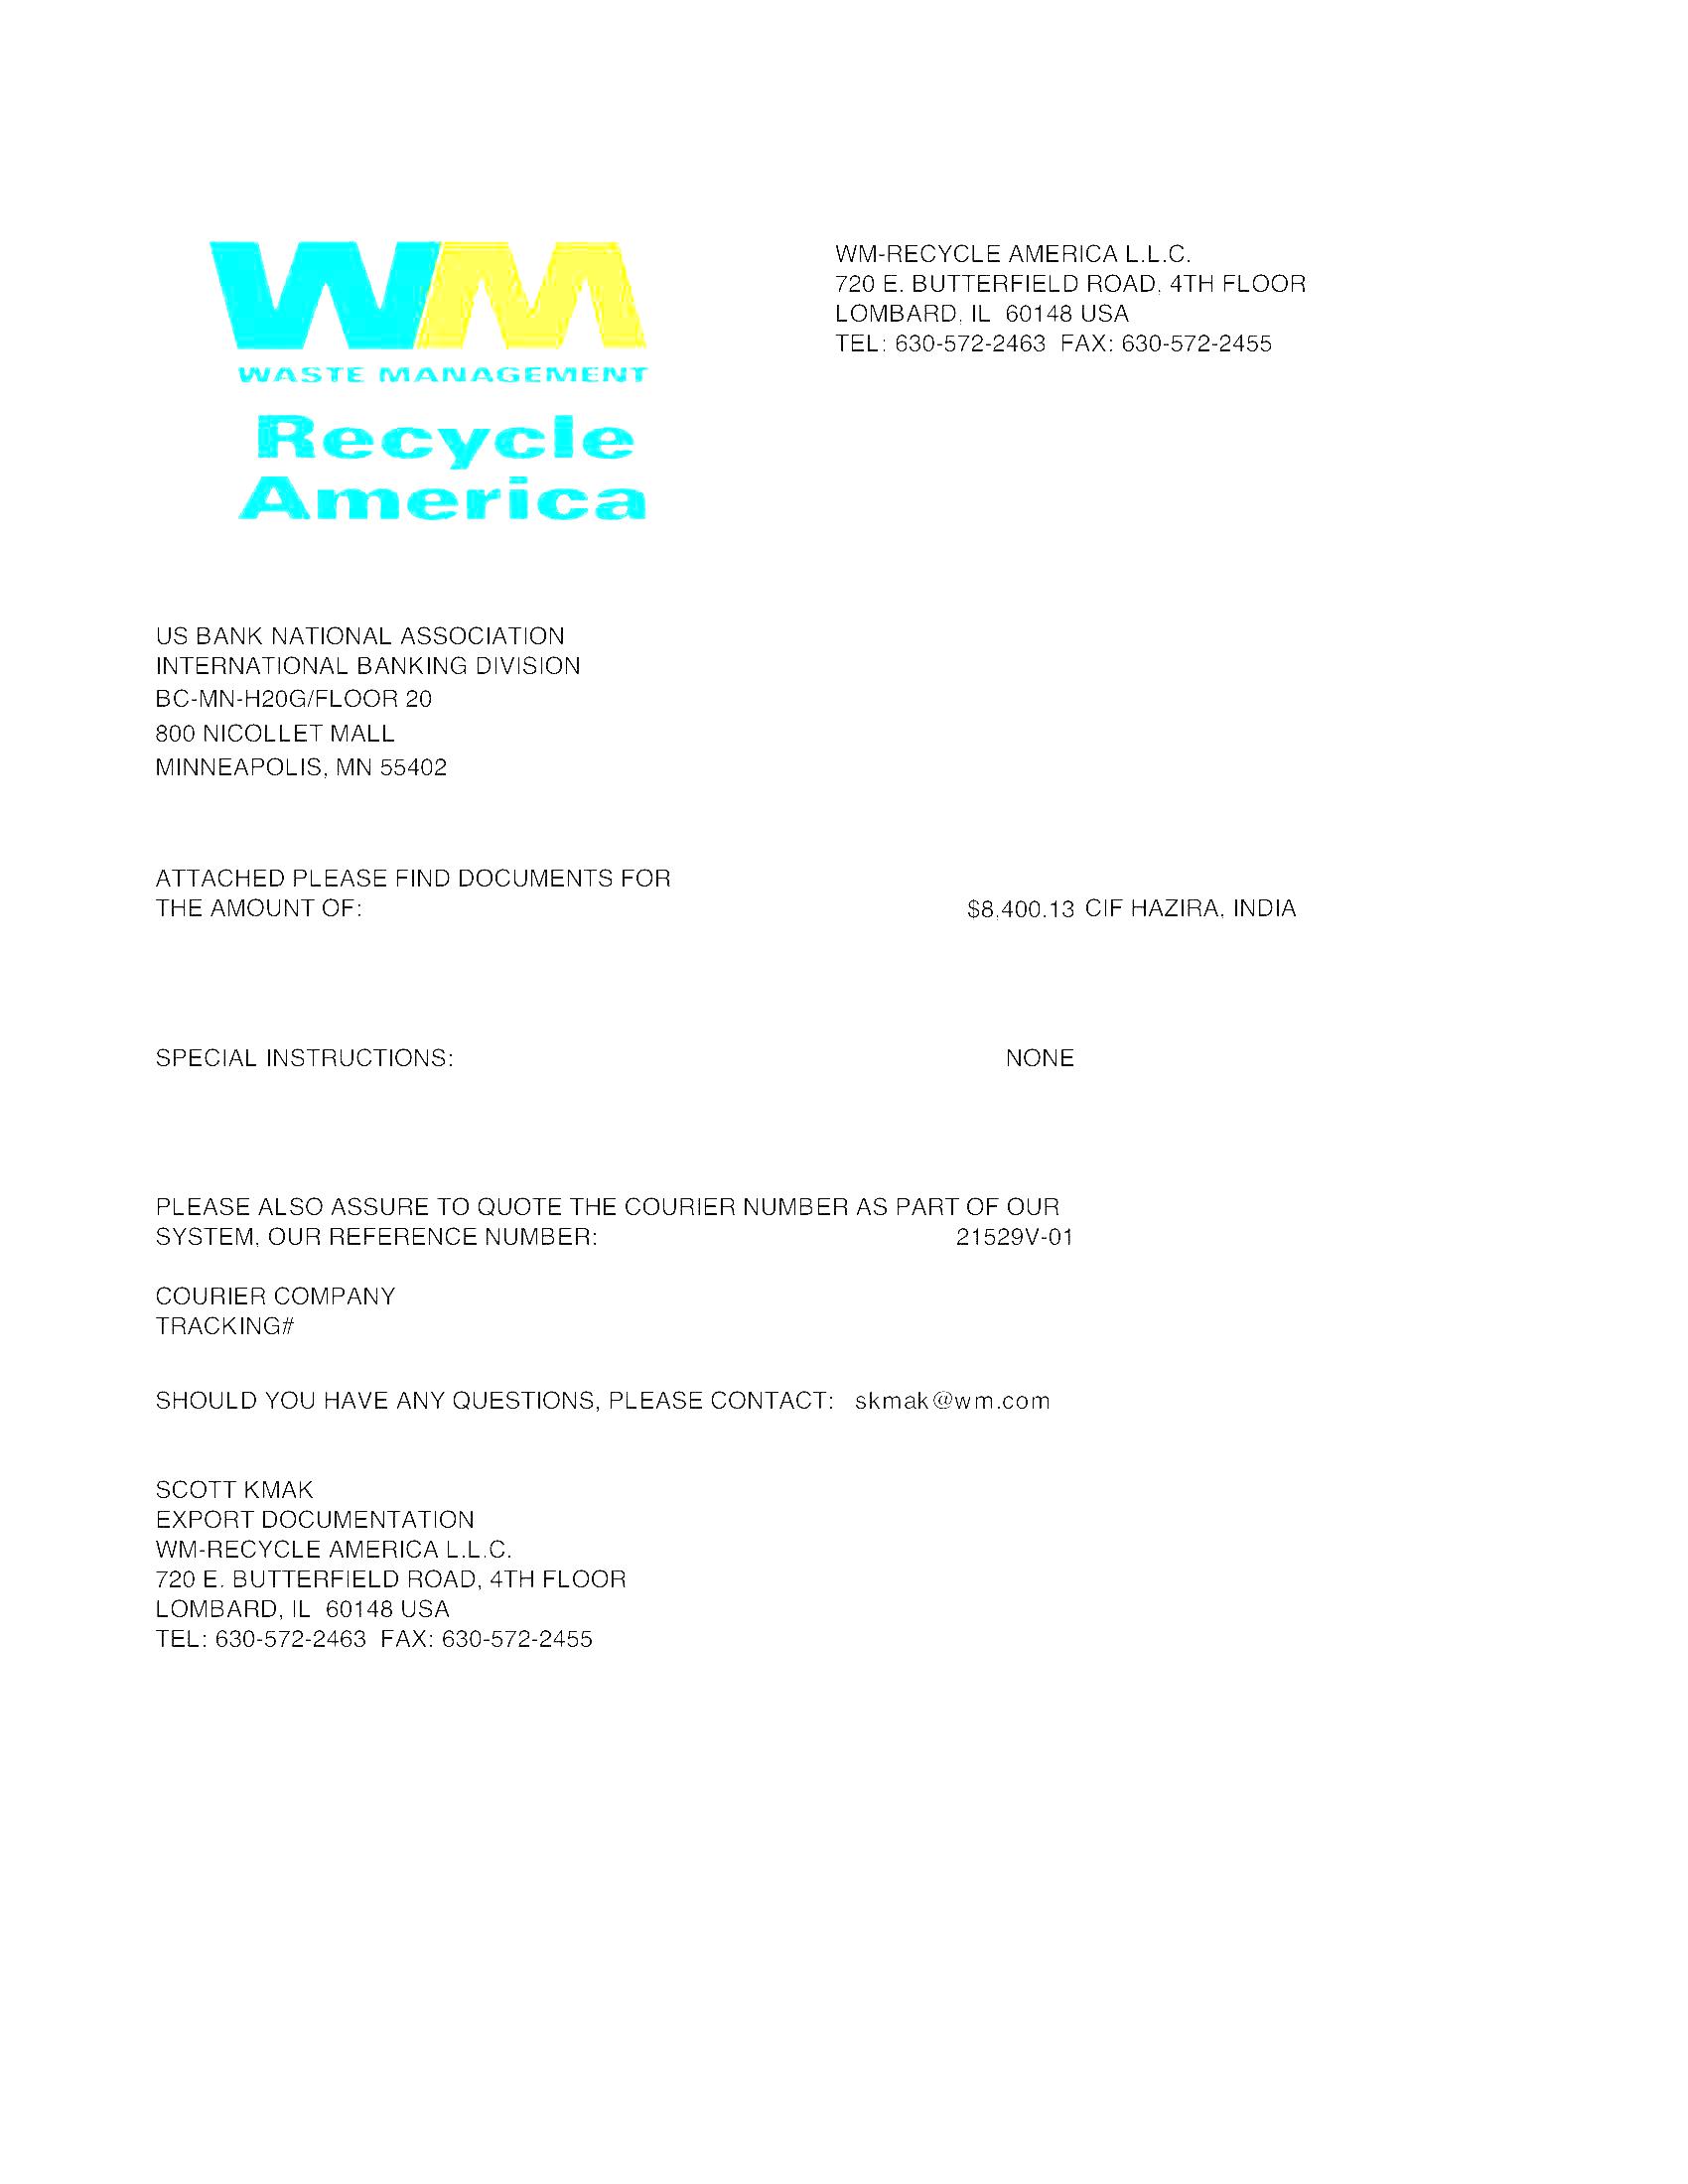 WM
WASTE MANAGEMENT
Recycle
America
WM-RECYCLE AMERICA L.L.C.
720 E. BUTTERFIELD ROAD, 4TH FLOOR
LOMBARD, IL  60148 USA
TEL: 630-572-2463  FAX: 630-572-2455
US BANK NATIONAL ASSOCIATION
INTERNATIONAL BANKING DIVISION
BC-MN-H20G/FLOOR 20
800 NICOLLET MALL
MINNEAPOLIS, MN 55402
ATTACHED PLEASE FIND DOCUMENTS FOR
THE AMOUNT OF: $8,400.13 CIF HAZIRA, INDIA
SPECIAL INSTRUCTIONS: NONE
PLEASE ALSO ASSURE TO QUOTE THE COURIER NUMBER AS PART OF OUR
SYSTEM, OUR REFERENCE NUMBER: 21529V-01
COURIER COMPANY
TRACKING#
SHOULD YOU HAVE ANY QUESTIONS, PLEASE CONTACT: skmak@wm.com
SCOTT KMAK
EXPORT DOCUMENTATION
WM-RECYCLE AMERICA L.L.C.
720 E. BUTTERFIELD ROAD, 4TH FLOOR
LOMBARD, IL  60148 USA
TEL: 630-572-2463  FAX: 630-572-2455